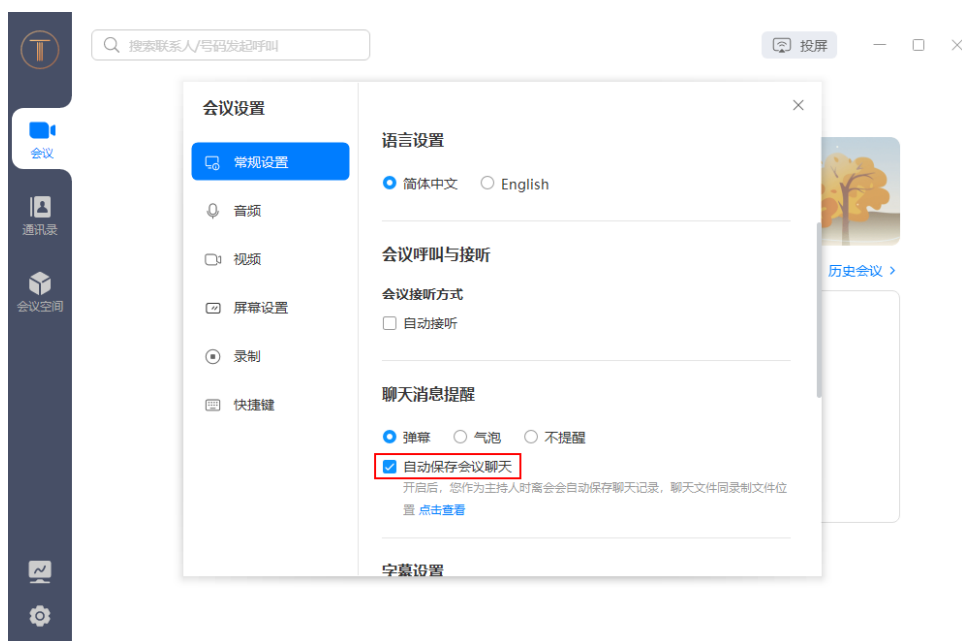 搜索联系人/号码发起呼叫
投屏
会议
通讯录
会议空间
会议设置
常规设置
音频
视频
屏幕设置
录制
快捷键
语言设置
简体中文 English
会议呼叫与接听
会议接听方式
自动接听
聊天消息提醒
弹幕 气泡 不提醒
自动保存会议聊天
开启后，您作为主持人时离会会自动保存聊天记录，聊天文件同录制文件位
置 点击查看
字幕设置
历史会议